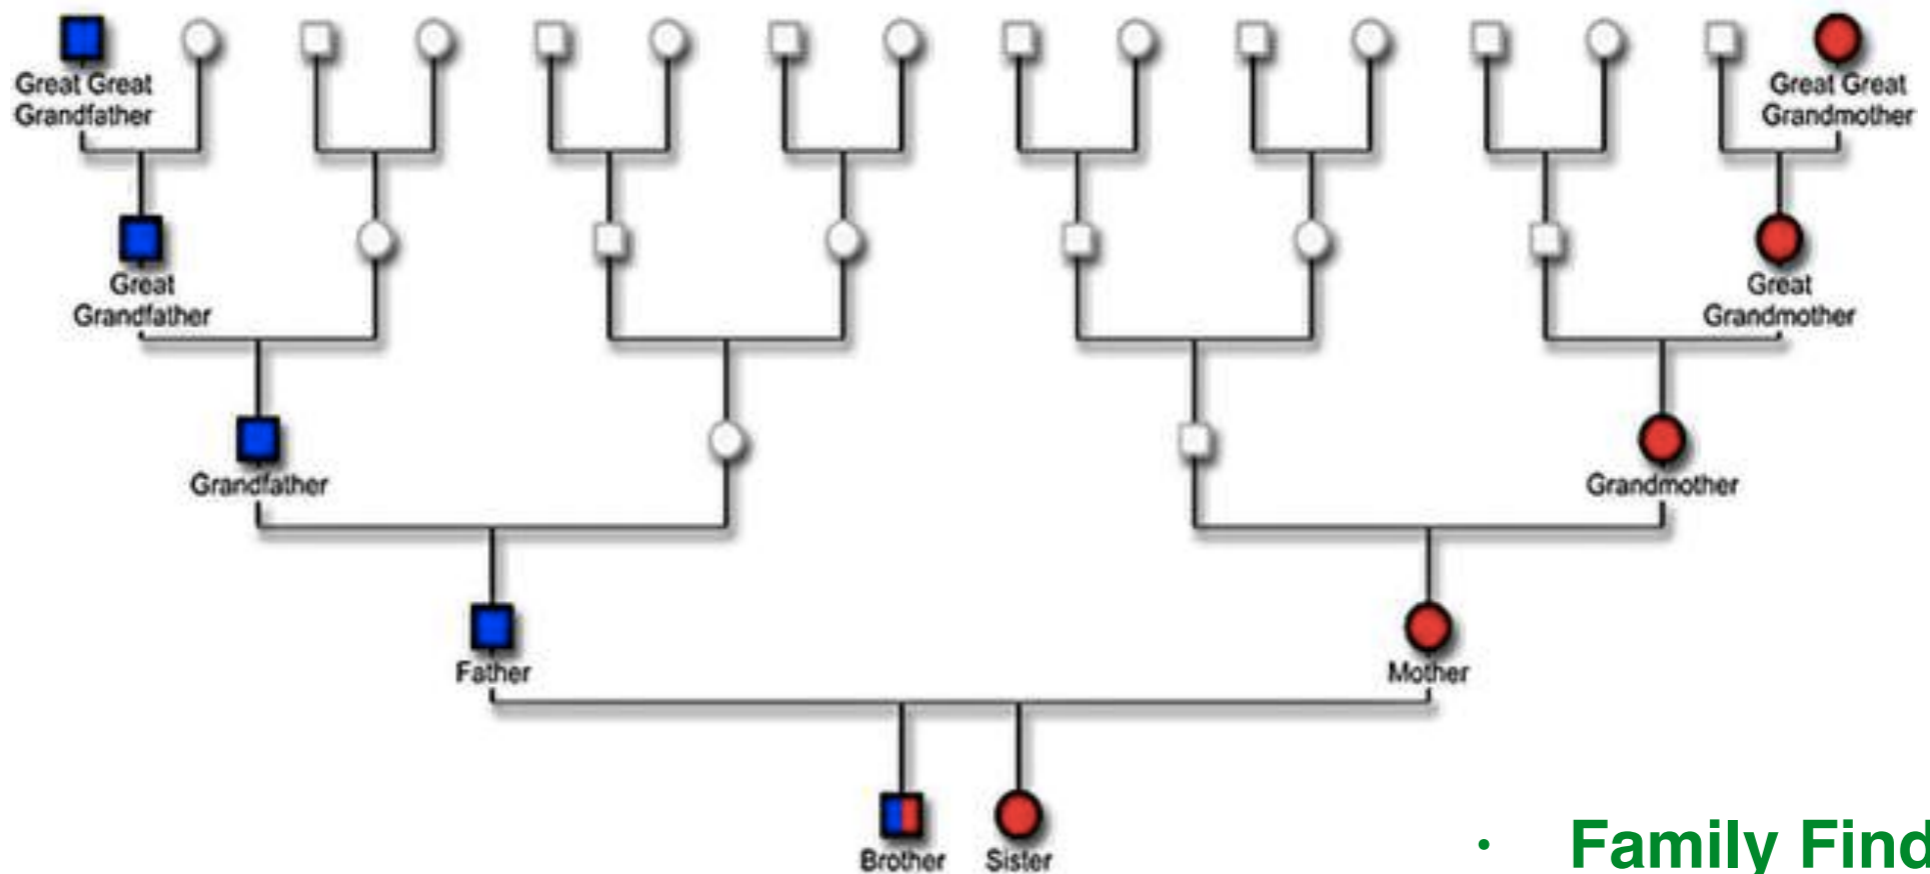 Great Great
Grandfather
Great Great
Grandmother
Great
Grandfather
Great
Grandmother
Grandfather
Grandmother
Father
Mother
Brother
Sister
• Family Find